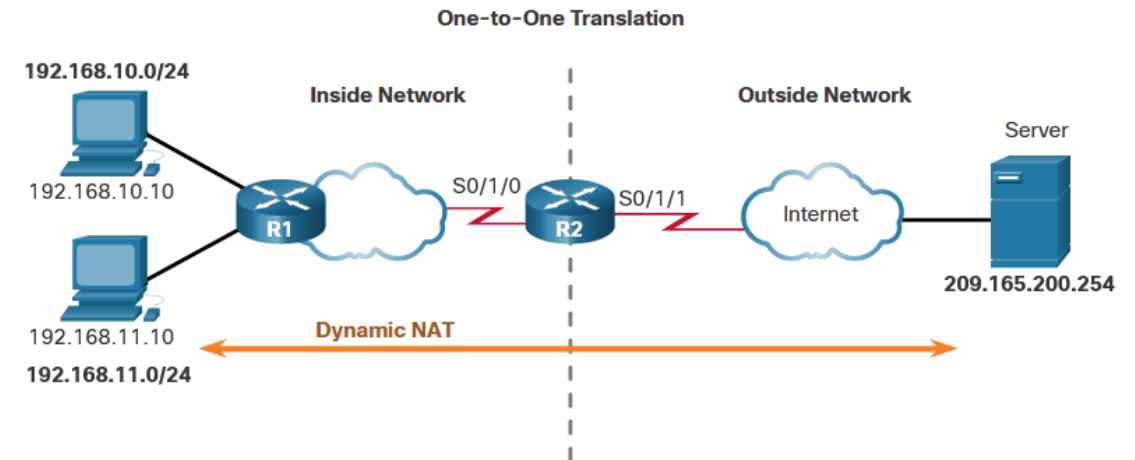 One-to-One Translation
192.168.10.0/24
Inside Network
Outside Network
Server
192.168.10.10
S0/1/0
S0/1/1
R1
R2
Internet
209.165.200.254
192.168.11.10
Dynamic NAT
192.168.11.0/24